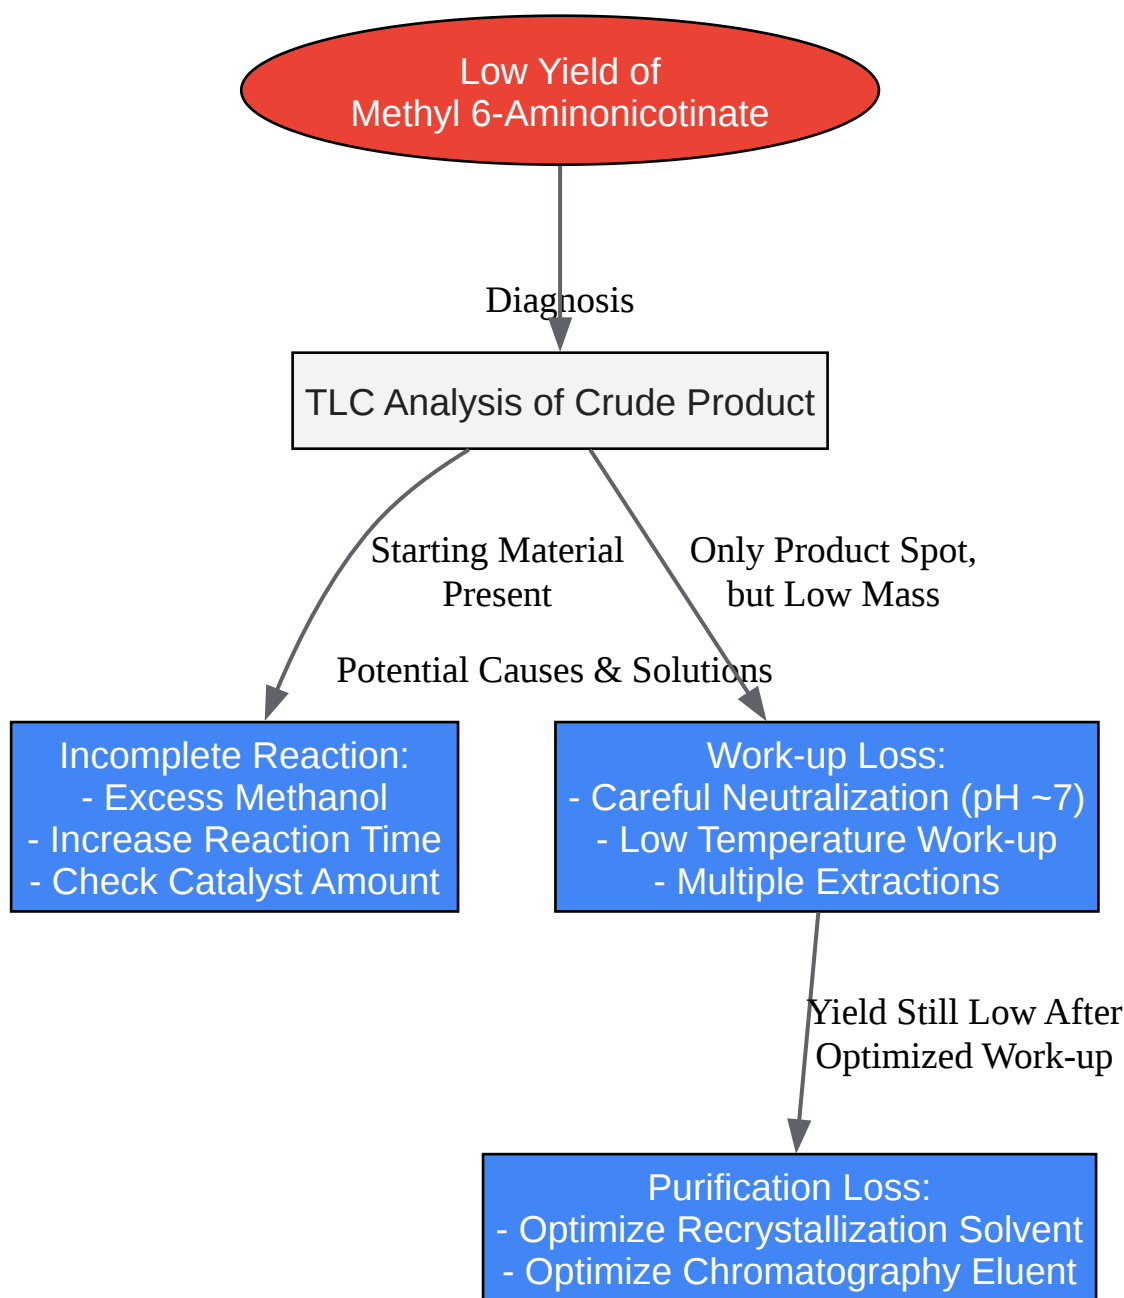 Low Yield of
Methyl 6-Aminonicotinate
Diagnosis
TLC Analysis of Crude Product
Starting Material
Present
Only Product Spot,
but Low Mass
Potential Causes & Solutions
Incomplete Reaction:
- Excess Methanol
- Increase Reaction Time
- Check Catalyst Amount
Work-up Loss:
- Careful Neutralization (pH ~7)
- Low Temperature Work-up
- Multiple Extractions
Yield Still Low After
Optimized Work-up
Purification Loss:
- Optimize Recrystallization Solvent
- Optimize Chromatography Eluent